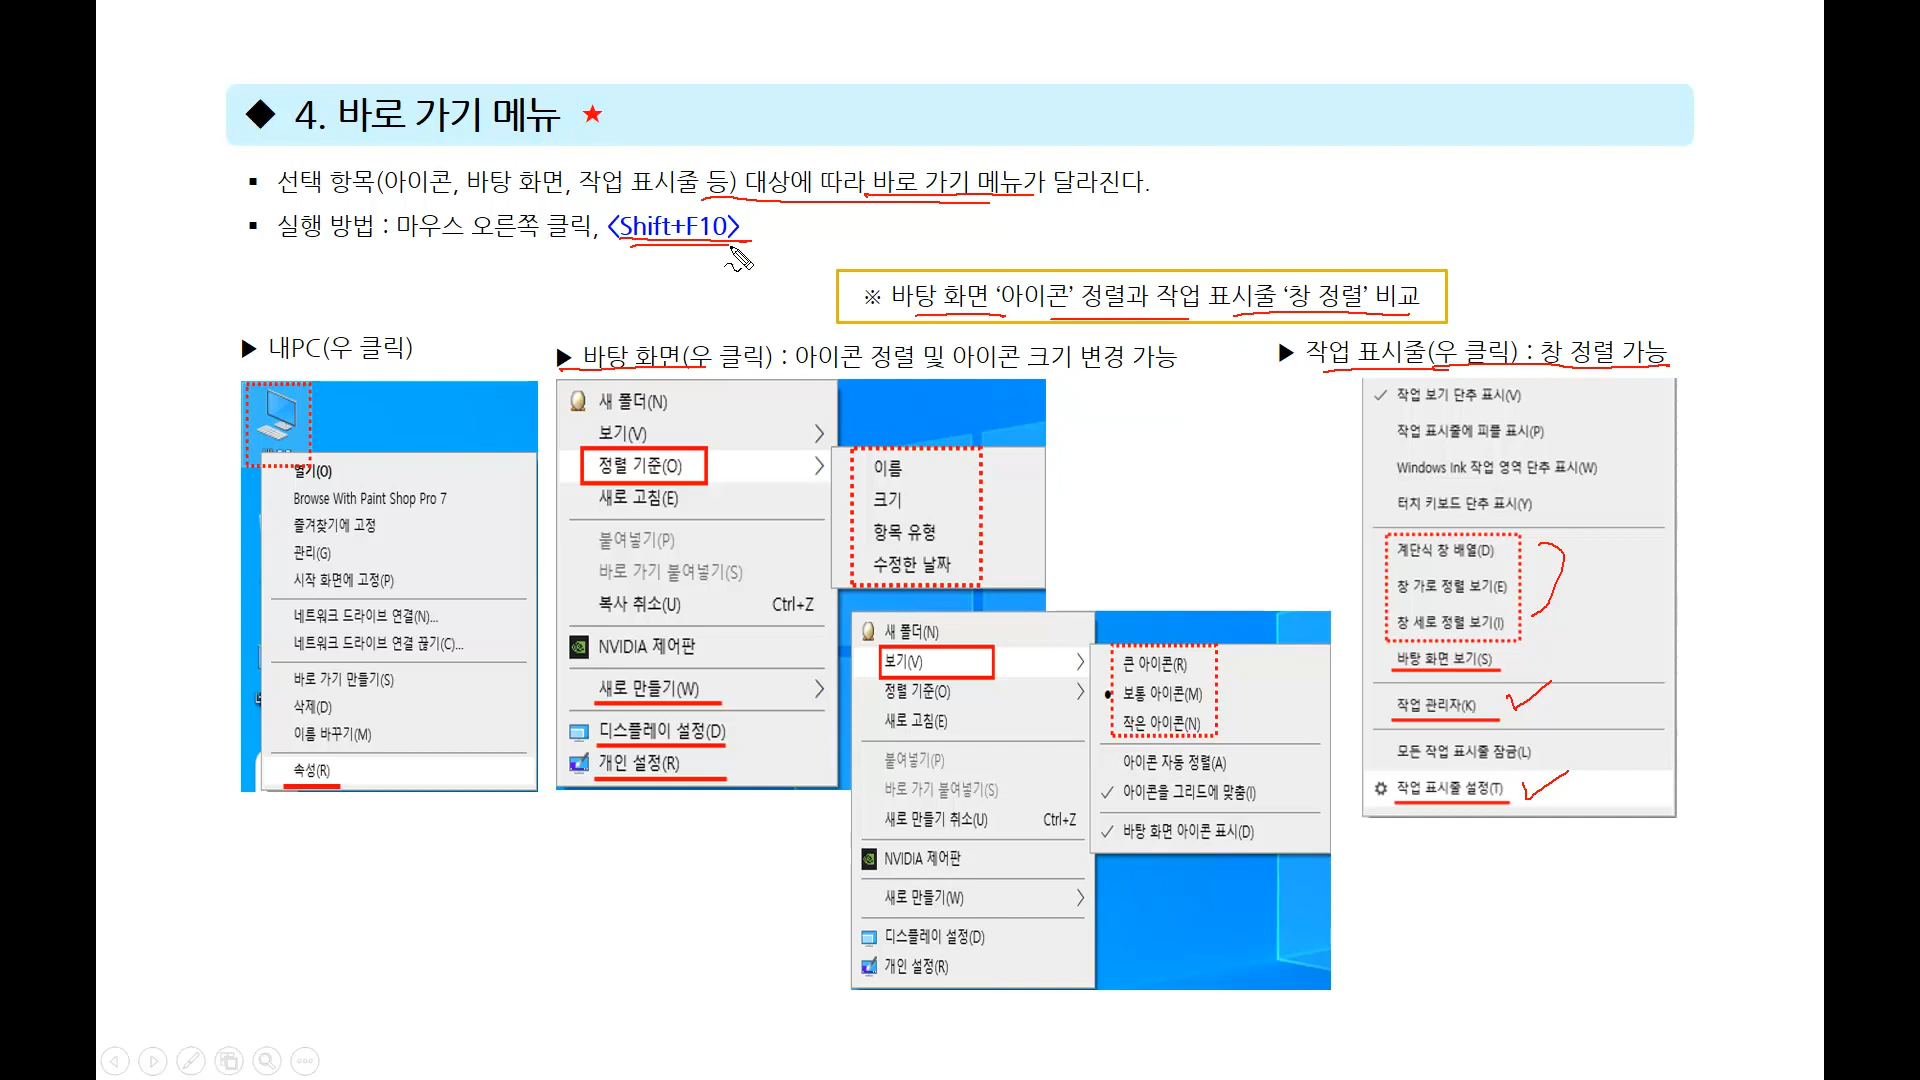 ◆ 4. 바로 가기 메뉴 ★
▪ 선택 항목(아이콘, 바탕 화면, 작업 표시줄 등) 대상에 따라 바로 가기 메뉴가 달라진다.
▪ 실행 방법 : 마우스 오른쪽 클릭, <Shift+F10>
※ 바탕 화면 ‘아이콘’ 정렬과 작업 표시줄 ‘창 정렬’ 비교
▶ 내PC(우 클릭)
열기(O)
Browse With Paint Shop Pro 7
즐겨찾기에 고정
관리(G)
시작 화면에 고정(P)
네트워크 드라이브 연결(N)...
네트워크 드라이브 연결 끊기(C)...
바로 가기 만들기(S)
삭제(D)
이름 바꾸기(M)
속성(R)
▶ 바탕 화면(우 클릭) : 아이콘 정렬 및 아이콘 크기 변경 가능
새 폴더(N)
보기(V)
정렬 기준(O)
새로 고침(E)
붙여넣기(P)
바로 가기 붙여넣기(S)
복사 취소(U) Ctrl+Z
NVIDIA 제어판
새로 만들기(W)
디스플레이 설정(D)
개인 설정(R)
이름
크기
항목 유형
수정한 날짜
새 폴더(N)
보기(V)
정렬 기준(O)
새로 고침(E)
붙여넣기(P)
바로 가기 붙여넣기(S)
새로 만들기 취소(U) Ctrl+Z
NVIDIA 제어판
새로 만들기(W)
디스플레이 설정(D)
개인 설정(R)
큰 아이콘(R)
보통 아이콘(M)
작은 아이콘(N)
아이콘 자동 정렬(A)
아이콘을 그리드에 맞춤(I)
바탕 화면 아이콘 표시(D)
▶ 작업 표시줄(우 클릭) : 창 정렬 가능
작업 보기 단추 표시(V)
작업 표시줄에 피플 표시(P)
Windows Ink 작업 영역 단추 표시(W)
터치 키보드 단추 표시(Y)
계단식 창 배열(D)
창 가로 정렬 보기(E)
창 세로 정렬 보기(I)
바탕 화면 보기(S)
작업 관리자(K)
모든 작업 표시줄 잠금(L)
작업 표시줄 설정(T)